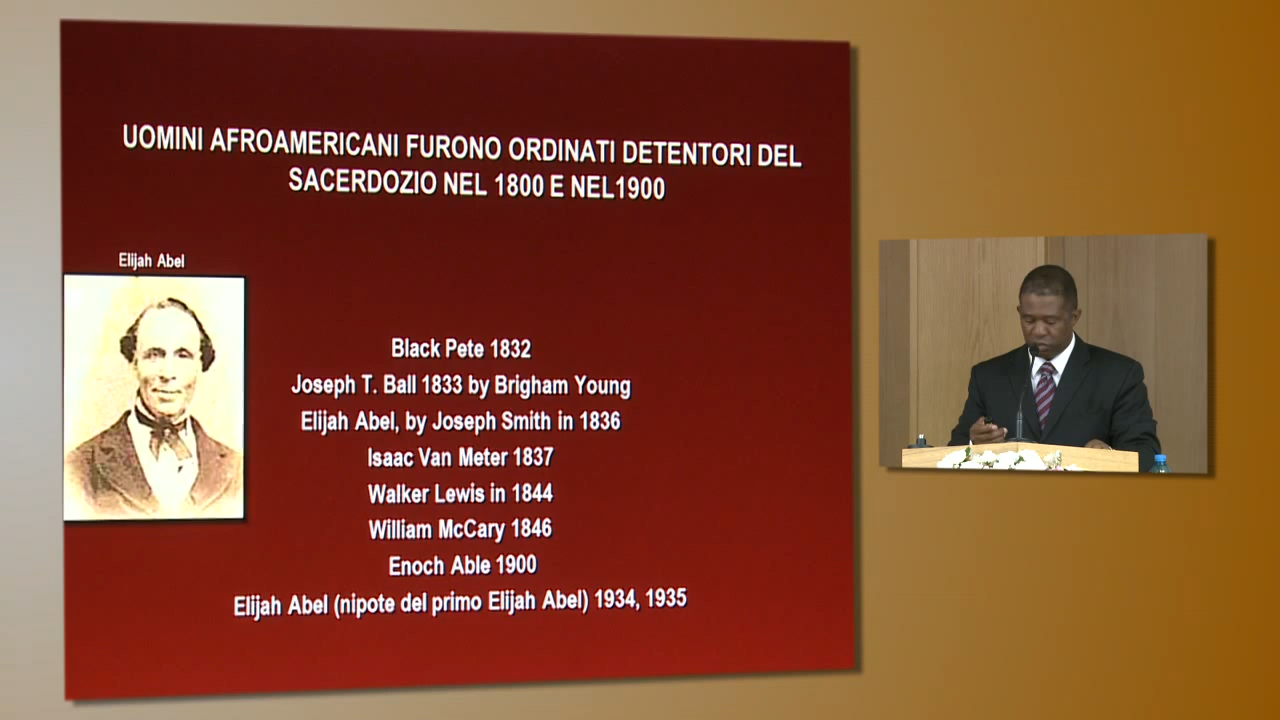 UOMINI AFROAMERICANI FURONO ORDINATI DETENTORI DEL
SACERDOZIO NEL 1800 E NEL1900
Elijah Abel
Black Pete 1832
Joseph T. Ball 1833 by Brigham Young
Elijah Abel, by Joseph Smith in 1836
Isaac Van Meter 1837
Walker Lewis in 1844
William McCary 1846
Enoch Able 1900
Elijah Abel (nipote del primo Elijah Abel) 1934, 1935